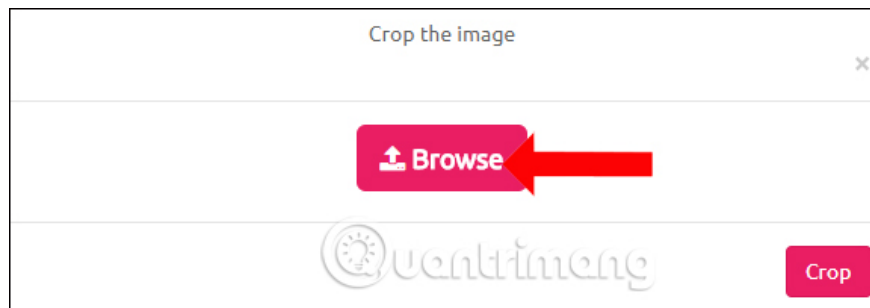 Crop the image
×
Browse
Quantrimang
Crop